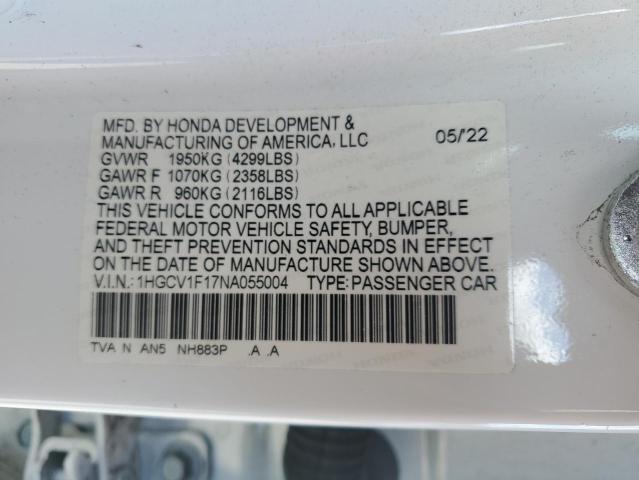 MFD. BY HONDA DEVELOPMENT &
MANUFACTURING OF AMERICA, LLC 05/'22
GVWR 1950KG (4299LBS)
GAWR F 1070KG (2358LBS)
GAWR R 960KG (2116LBS)
THIS VEHICLE CONFORMS TO ALL APPLICABLE
FEDERAL MOTOR VEHICLE SAFETY, BUMPER,
AND THEFT PREVENTION STANDARDS IN EFFECT
ON THE DATE OF MANUFACTURE SHOWN ABOVE.
V.I.N.: 1HGCV1F17NA055004 TYPE: PASSENGER CAR
TVA N AN5 NH883P .A .A